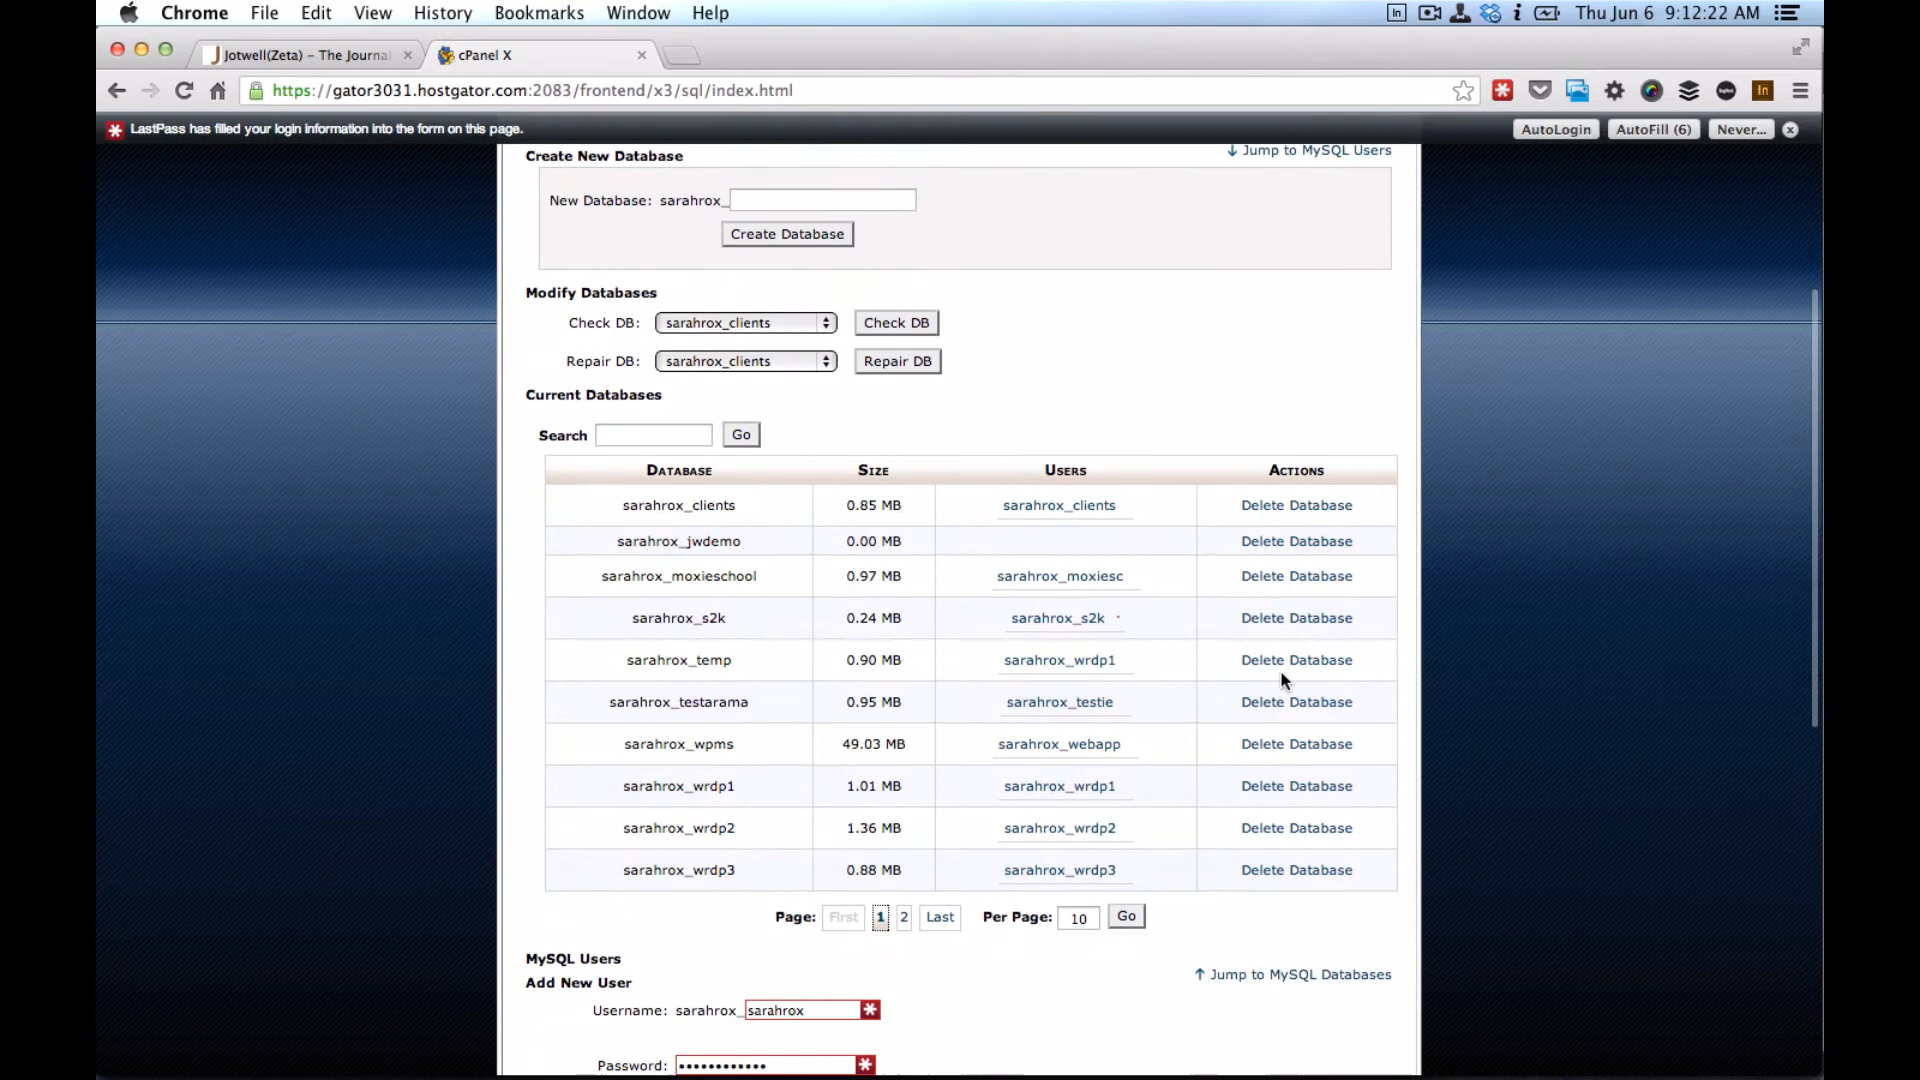 Chrome File Edit View History Bookmarks Window Help Thu Jun 6 9:12:22 AM
Jotwell(Zeta) – The Journal cPanel X
https://gator3031.hostgator.com:2083/frontend/x3/sql/index.html
LastPass has filled your login information into the form on this page. AutoLogin AutoFill (6) Never...
Create New Database ↓ Jump to MySQL Users
New Database: sarahrox_
Create Database
Modify Databases
Check DB: sarahrox_clients Check DB
Repair DB: sarahrox_clients Repair DB
Current Databases
Search Go
DATABASE SIZE USERS ACTIONS
sarahrox_clients 0.85 MB sarahrox_clients Delete Database
sarahrox_jwdemo 0.00 MB Delete Database
sarahrox_moxieschool 0.97 MB sarahrox_moxiesc Delete Database
sarahrox_s2k 0.24 MB sarahrox_s2k Delete Database
sarahrox_temp 0.90 MB sarahrox_wrdp1 Delete Database
sarahrox_testarama 0.95 MB sarahrox_testie Delete Database
sarahrox_wpms 49.03 MB sarahrox_webapp Delete Database
sarahrox_wrdp1 1.01 MB sarahrox_wrdp1 Delete Database
sarahrox_wrdp2 1.36 MB sarahrox_wrdp2 Delete Database
sarahrox_wrdp3 0.88 MB sarahrox_wrdp3 Delete Database
Page: First 1 2 Last Per Page: 10 Go
MySQL Users
↑ Jump to MySQL Databases
Add New User
Username: sarahrox_ sarahrox
Password: ••••••••••••